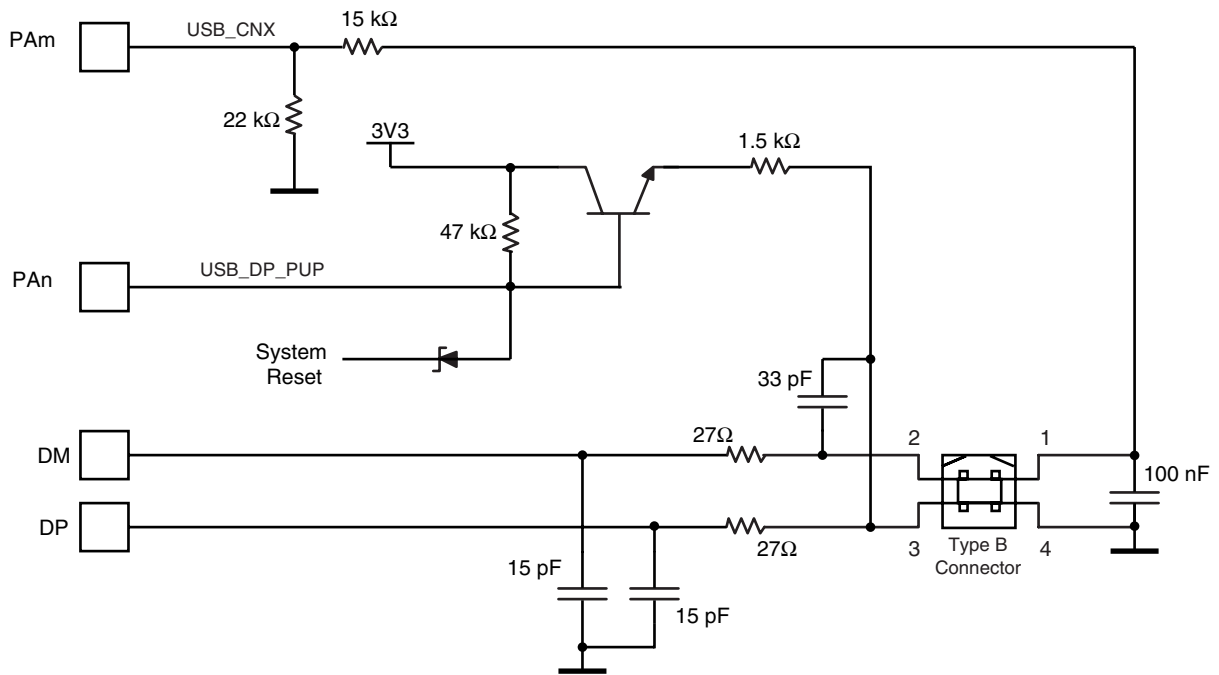 15 kΩ
PAm
USB_CNX
22 kΩ
3V3
1.5 kΩ
47 kΩ
PAn
USB_DP_PUP
System
Reset
33 pF
DM
27Ω
2
1
100 nF
DP
27Ω
3
Type B
Connector
4
15 pF
15 pF